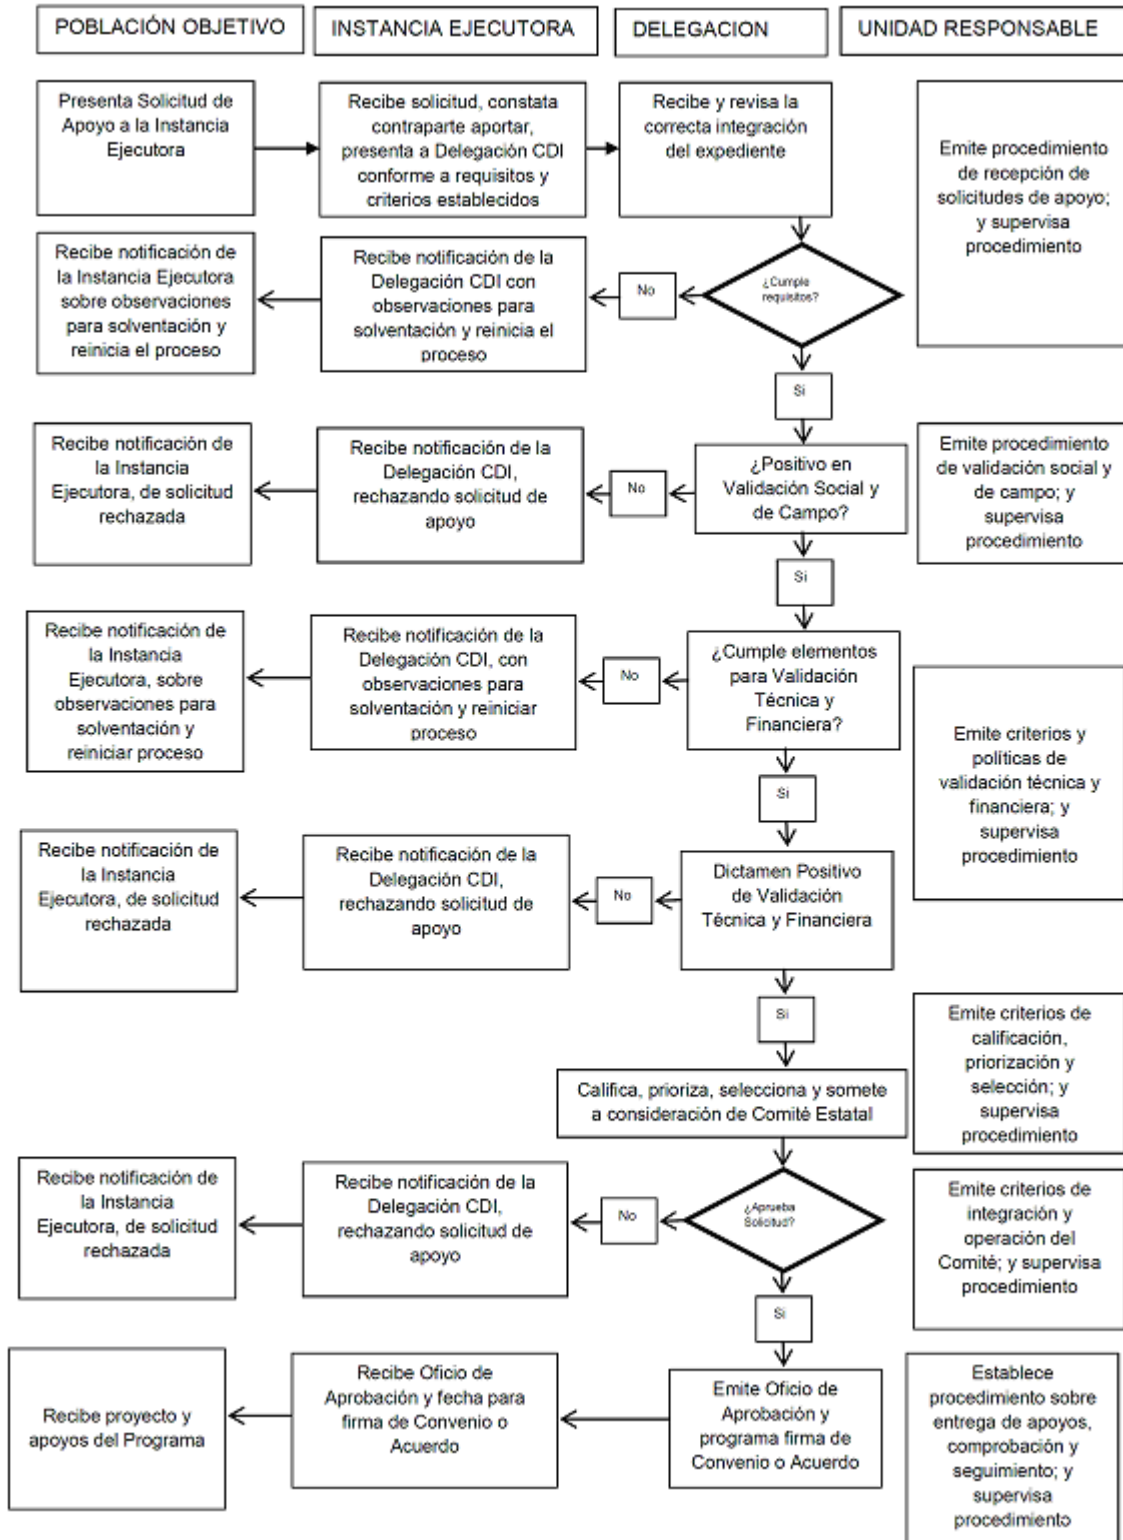 POBLACIÓN OBJETIVO
INSTANCIA EJECUTORA
DELEGACION
UNIDAD RESPONSABLE
Presenta Solicitud de
Apoyo a la Instancia
Ejecutora
Recibe solicitud, constata
contraparte aportar,
presenta a Delegación CDI
conforme a requisitos y
criterios establecidos
Recibe y revisa la
correcta integración
del expediente
Emite procedimiento
de recepción de
solicitudes de apoyo;
y supervisa
procedimiento
Recibe notificación de
la Instancia Ejecutora
sobre observaciones
para solventación y
reinicia el proceso
Recibe notificación de la
Delegación CDI con
observaciones para
solventación y reinicia el
proceso
No
¿Cumple
requisitos?
Si
Recibe notificación de
la Instancia
Ejecutora, de solicitud
rechazada
Recibe notificación de la
Delegación CDI,
rechazando solicitud de
apoyo
No
¿Positivo en
Validación Social y
de Campo?
Emite procedimiento
de validación social y
de campo; y
supervisa
procedimiento
Si
Recibe notificación de
la Instancia
Ejecutora, sobre
observaciones para
solventación y
reiniciar proceso
Recibe notificación de la
Delegación CDI, con
observaciones para
solventación y reiniciar
proceso
No
¿Cumple elementos
para Validación
Técnica y
Financiera?
Emite criterios y
políticas de
validación técnica y
financiera; y
supervisa
procedimiento
Si
Recibe notificación de
la Instancia
Ejecutora, de solicitud
rechazada
Recibe notificación de la
Delegación CDI,
rechazando solicitud de
apoyo
No
Dictamen Positivo
de Validación
Técnica y Financiera
Si
Emite criterios de
calificación,
priorización y
selección; y
supervisa
procedimiento
Califica, prioriza, selecciona y somete
a consideración de Comité Estatal
Recibe notificación de
la Instancia
Ejecutora, de solicitud
rechazada
Recibe notificación de la
Delegación CDI,
rechazando solicitud de
apoyo
No
¿Aprueba
Solicitud?
Emite criterios de
integración y
operación del
Comité; y supervisa
procedimiento
Si
Recibe proyecto y
apoyos del Programa
Recibe Oficio de
Aprobación y fecha para
firma de Convenio o
Acuerdo
Emite Oficio de
Aprobación y
programa firma de
Convenio o Acuerdo
Establece
procedimiento sobre
entrega de apoyos,
comprobación y
seguimiento; y
supervisa
procedimiento